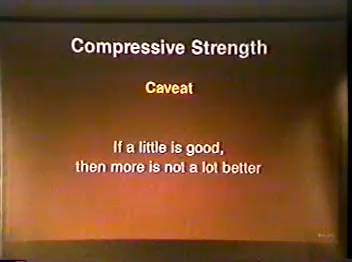 Compressive Strength
Caveat
If a little is good,
then more is not a lot better